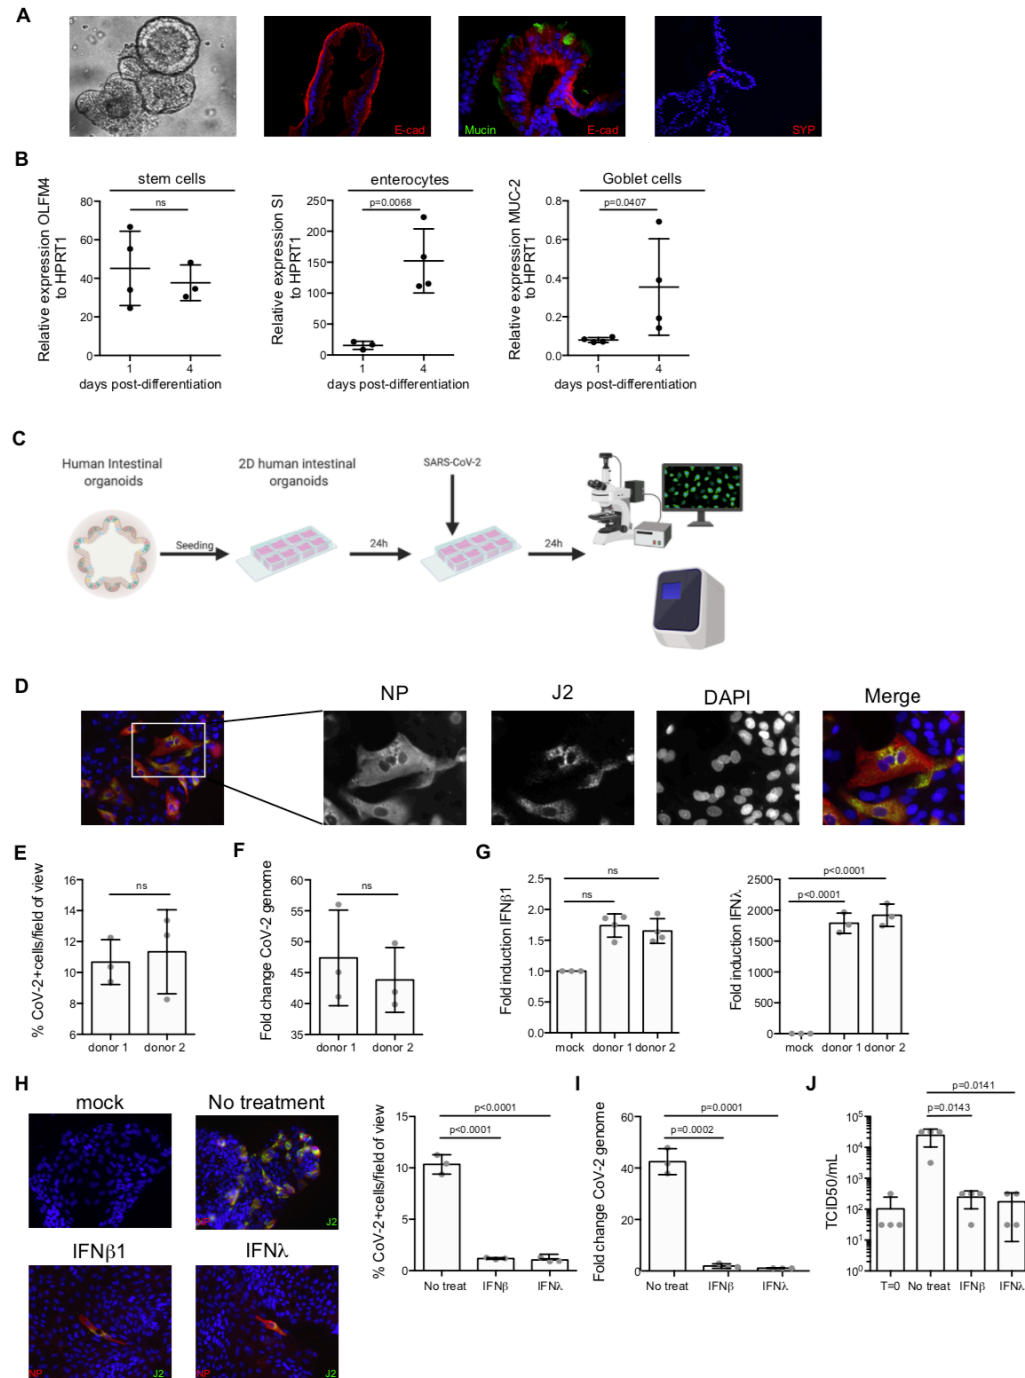 A
E-cad
Mucin
E-cad
SYP
B
stem cells
ns
Relative expression OLFM4
to HPRT1
80
60
40
20
0
1
4
days post-differentiation
enterocytes
p=0.0068
Relative expression SI
to HPRT1
250
200
150
100
50
0
1
4
days post-differentiation
Goblet cells
p=0.0407
Relative expression MUC-2
to HPRT1
0.8
0.6
0.4
0.2
0.0
1
4
days post-differentiation
C
Human Intestinal
organoids
Seeding
2D human intestinal
organoids
24h
SARS-CoV-2
24h
D
NP
J2
DAPI
Merge
E
ns
% CoV-2+cells/field of view
16
14
12
10
8
6
donor 1
donor 2
F
ns
Fold change CoV-2 genome
60
55
50
45
40
35
donor 1
donor 2
G
ns
ns
Fold induction IFNβ1
2.5
2.0
1.5
1.0
0.5
0.0
mock
donor 1
donor 2
p<0.0001
p<0.0001
Fold induction IFNλ
2500
2000
1500
1000
500
0
mock
donor 1
donor 2
H
mock
No treatment
NP
J2
NP
J2
IFNβ1
IFNλ
NP
J2
NP
J2
p<0.0001
p<0.0001
% CoV-2+cells/field of view
15
10
5
0
No treat
IFNβ
IFNλ
I
p=0.0001
p=0.0002
Fold change CoV-2 genome
60
40
20
0
No treat
IFNβ
IFNλ
J
p=0.0141
p=0.0143
TCID50/mL
10⁵
10⁴
10³
10²
10¹
10⁰
T=0
No treat
IFNβ
IFNλ